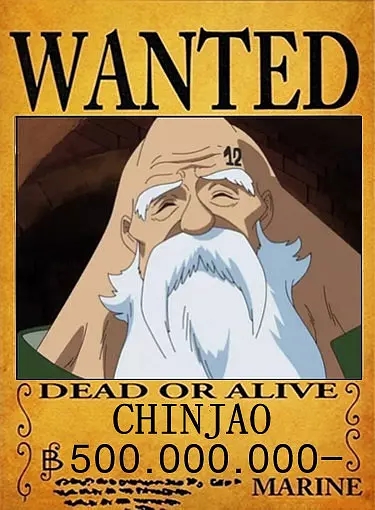 WANTED
12
DEAD OR ALIVE
CHINJAO
฿ 500.000.000-
MARINE